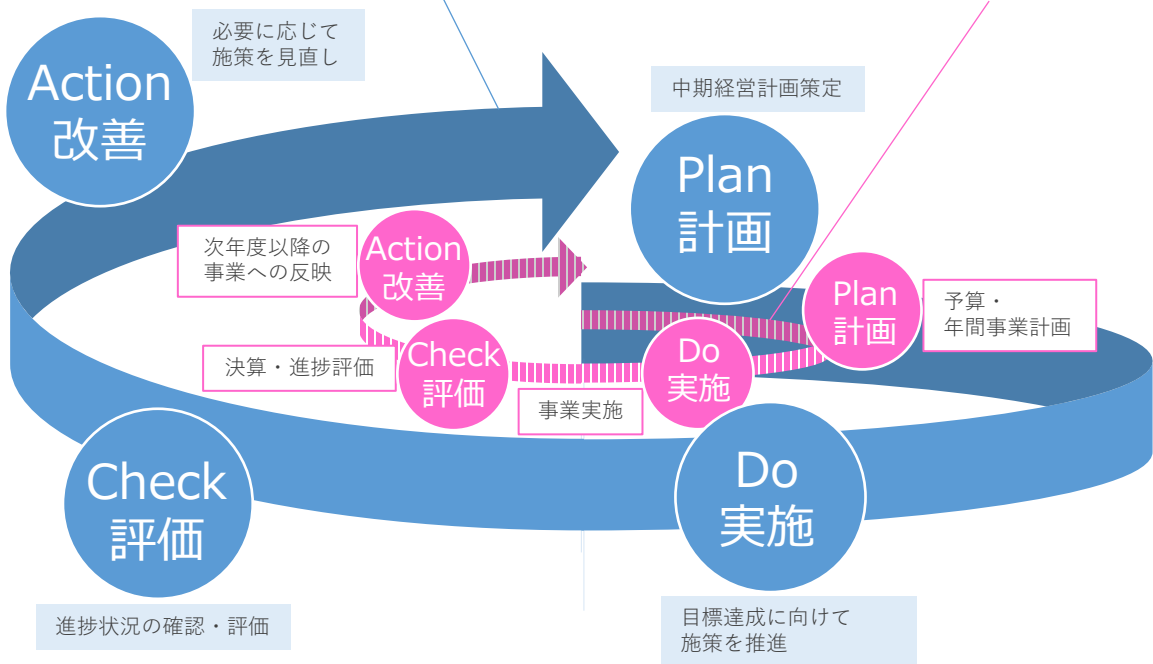 必要に応じて
施策を見直し
Action
改善
中期経営計画策定
Plan
計画
次年度以降の
事業への反映
Action
改善
Plan
計画
予算・
年間事業計画
決算・進捗評価
Check
評価
Do
実施
事業実施
Check
評価
Do
実施
進捗状況の確認・評価
目標達成に向けて
施策を推進